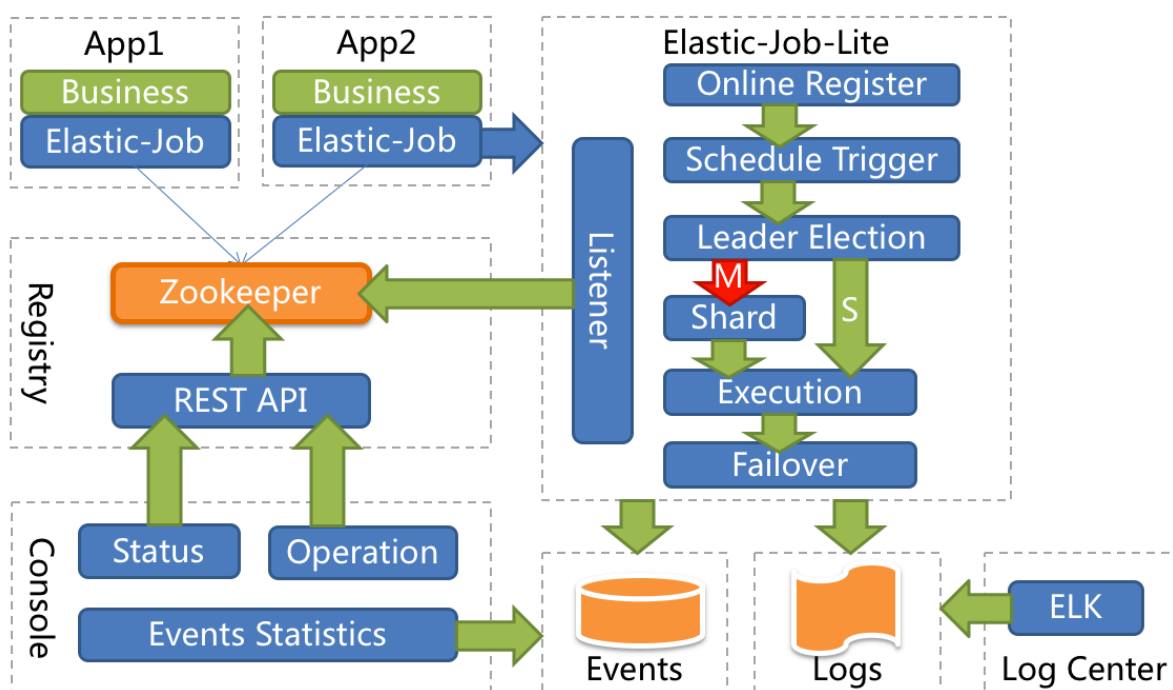 App1
Business
Elastic-Job
App2
Business
Elastic-Job
Elastic-Job-Lite
Online Register
Schedule Trigger
Leader Election
M
S
Shard
Execution
Failover
Listener
Registry
Zookeeper
REST API
Console
Status
Operation
Events Statistics
Events
Logs
ELK
Log Center